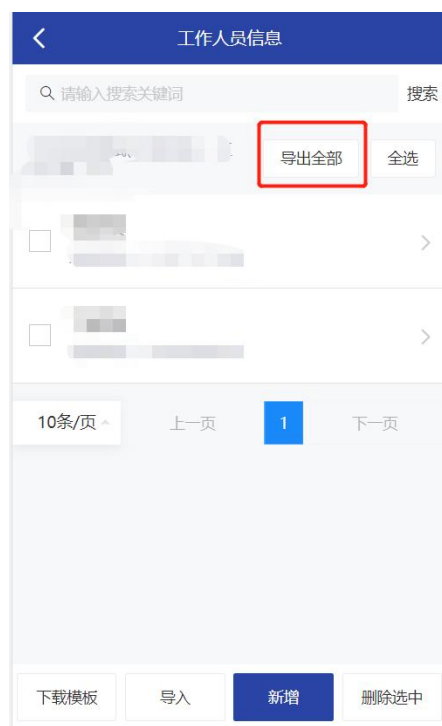 工作人员信息
请输入搜索关键词 搜索
导出全部 全选
10条/页 上一页 1 下一页
下载模板 导入 新增 删除选中